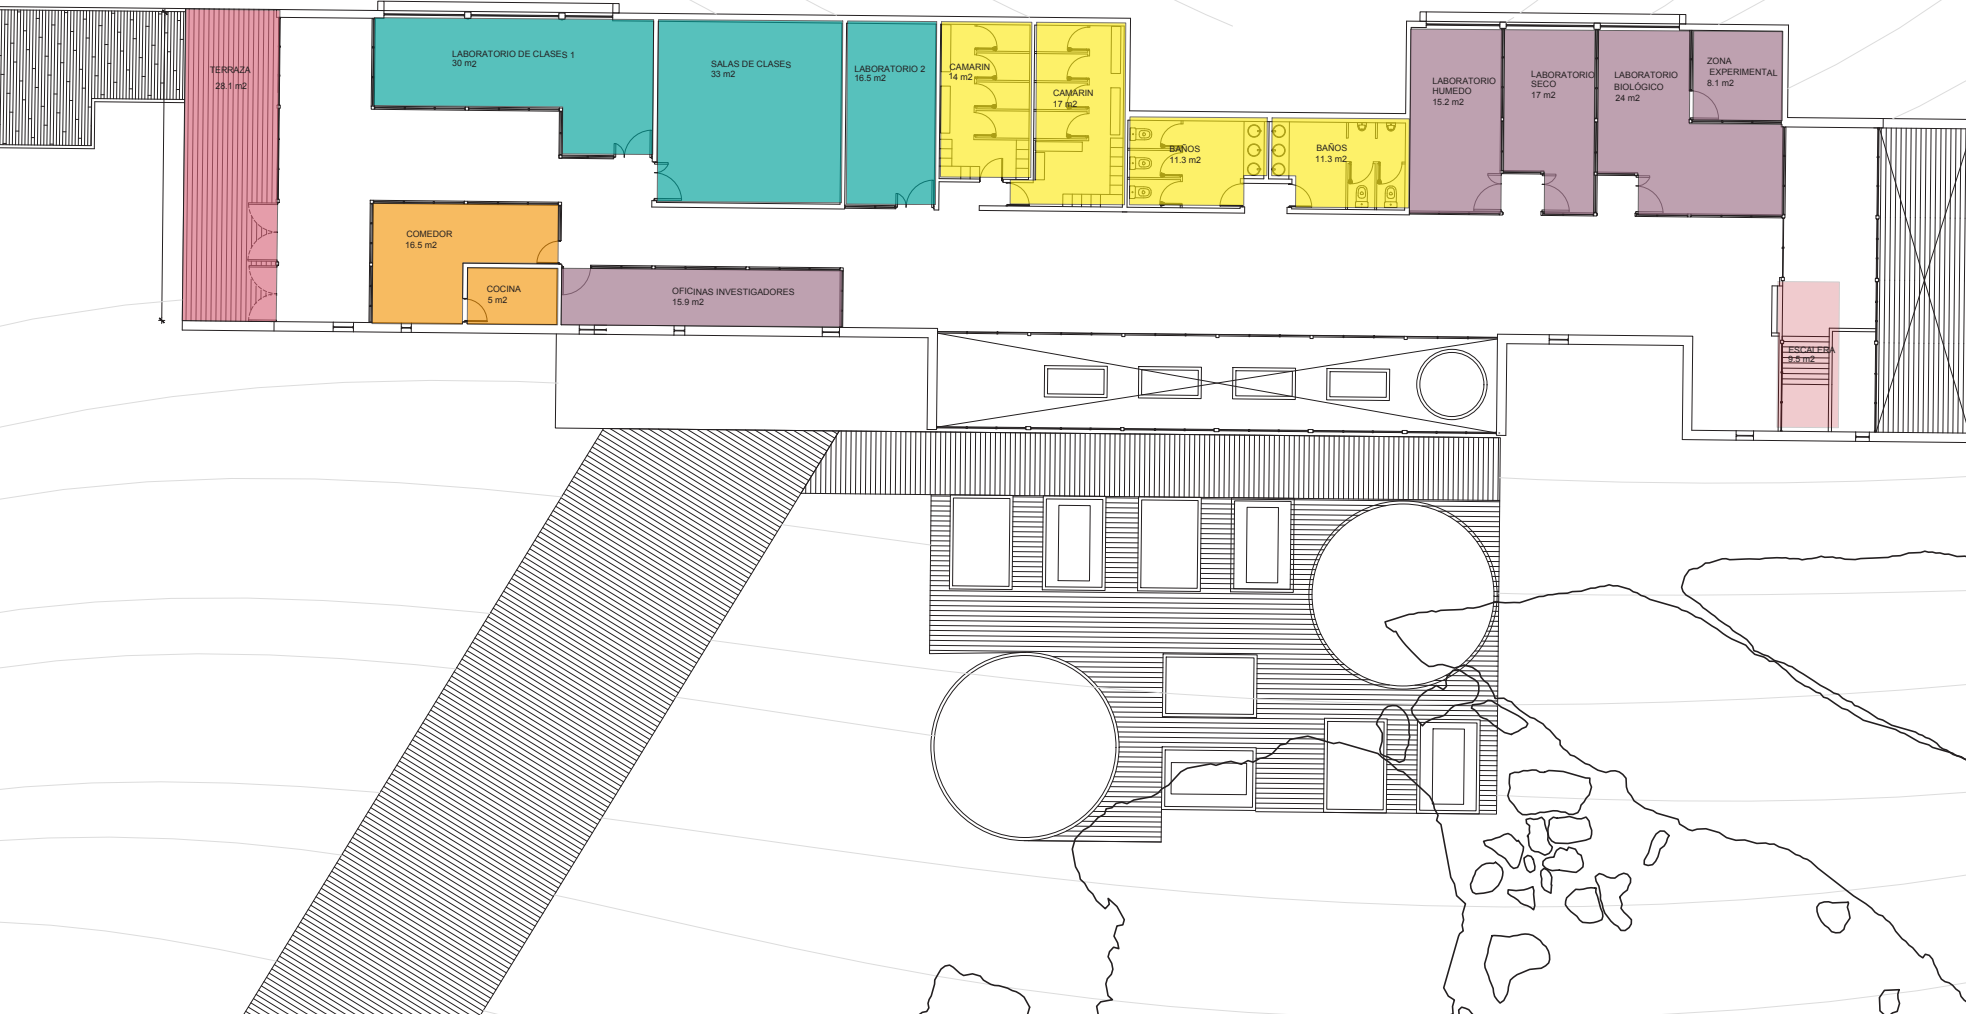 TERRAZA
28.1 m2
LABORATORIO DE CLASES 1
30 m2
SALAS DE CLASES
33 m2
LABORATORIO 2
16.5 m2
CAMARIN
14 m2
CAMARIN
17 m2
BAÑOS
11.3 m2
BAÑOS
11.3 m2
LABORATORIO
HUMEDO
15.2 m2
LABORATORIO
SECO
17 m2
LABORATORIO
BIOLÓGICO
24 m2
ZONA
EXPERIMENTAL
8.1 m2
COMEDOR
16.5 m2
COCINA
5 m2
OFICINAS INVESTIGADORES
15.9 m2
ESCALERA
9.5 m2